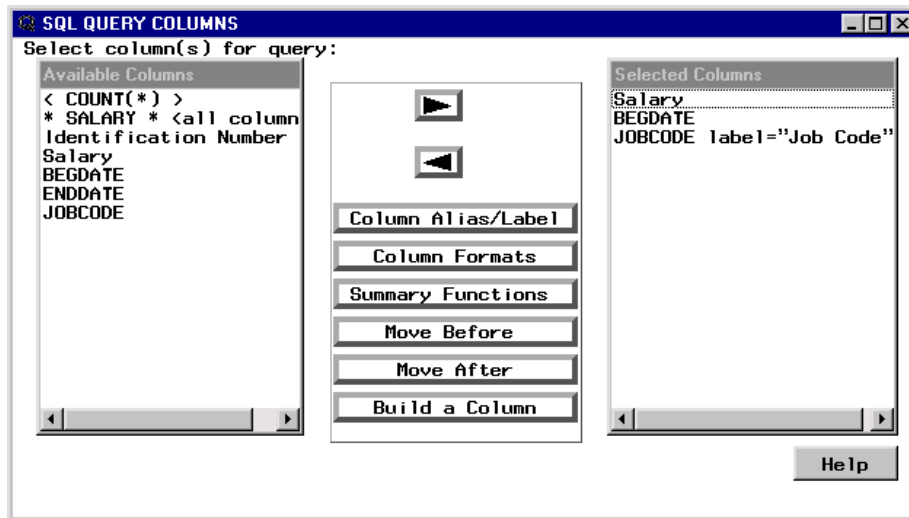 SQL QUERY COLUMNS
Select column(s) for query:
Available Columns
< COUNT(*) >
* SALARY * <all column
Identification Number
Salary
BEGDATE
ENDDATE
JOBCODE
Column Alias/Label
Column Formats
Summary Functions
Move Before
Move After
Build a Column
Selected Columns
Salary
BEGDATE
JOBCODE label="Job Code"
Help